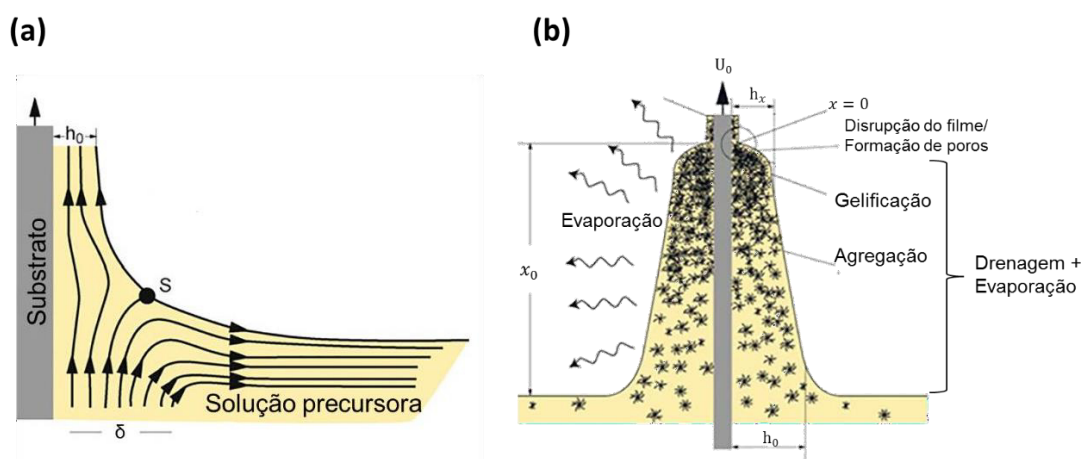 (a)
h₀
Substrato
S
Solução precursora
δ
(b)
U₀
hₓ
x = 0
Disrupção do filme/
Formação de poros
Gelificação
Evaporação
Agregação
x₀
Drenagem +
Evaporação
h₀